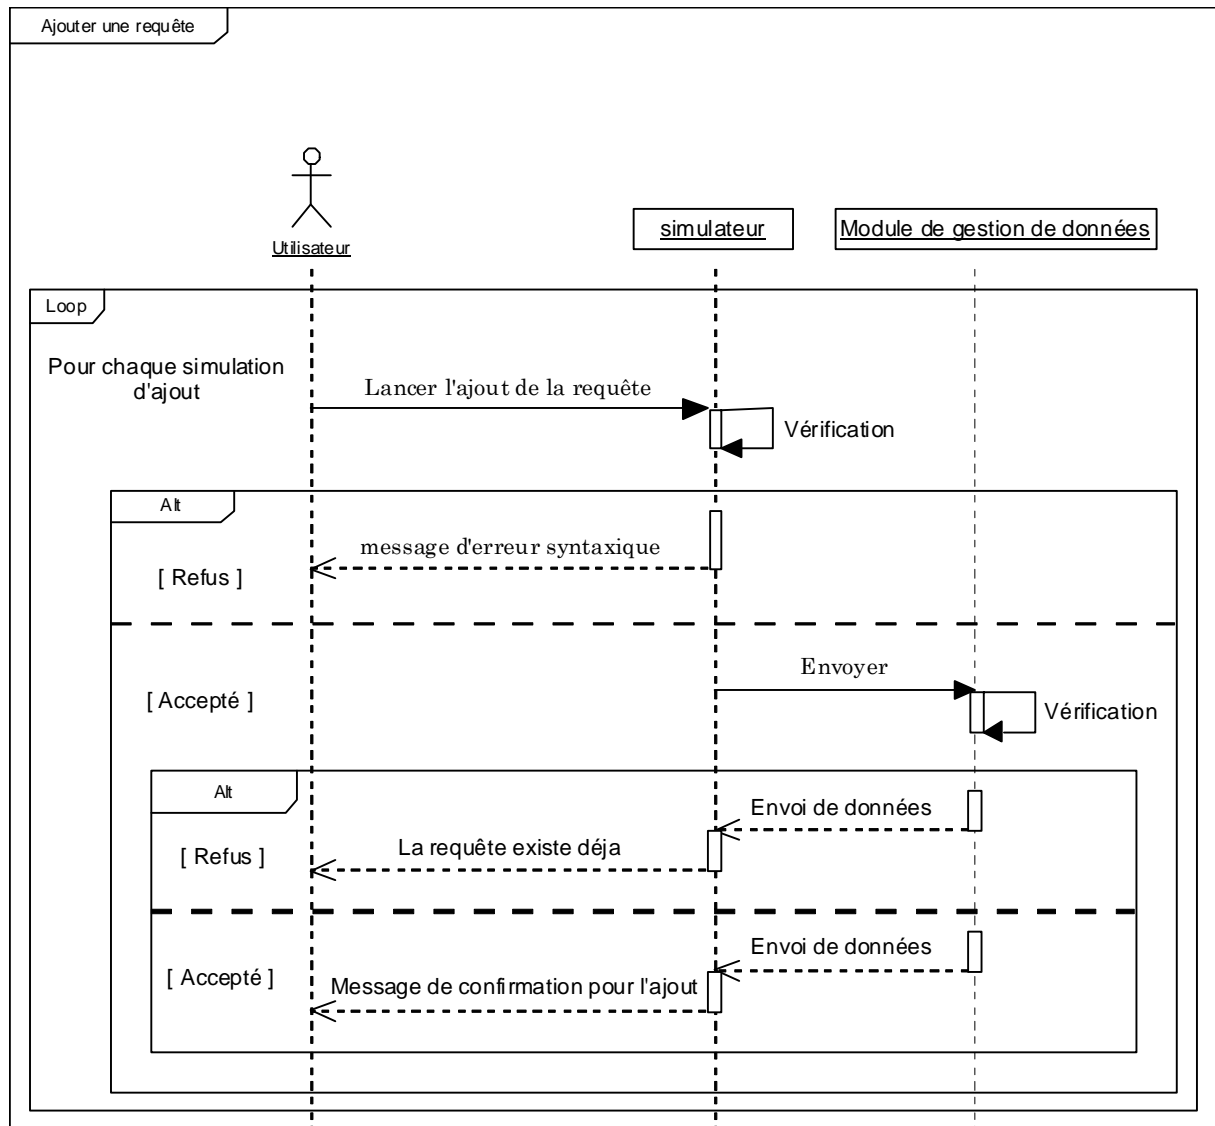 Ajouter une requête
Utilisateur
simulateur
Module de gestion de données
Loop
Pour chaque simulation
d'ajout
Lancer l'ajout de la requête
Vérification
Alt
message d'erreur syntaxique
[ Refus ]
Envoyer
[ Accepté ]
Vérification
Alt
Envoi de données
La requête existe déja
[ Refus ]
Envoi de données
[ Accepté ]
Message de confirmation pour l'ajout